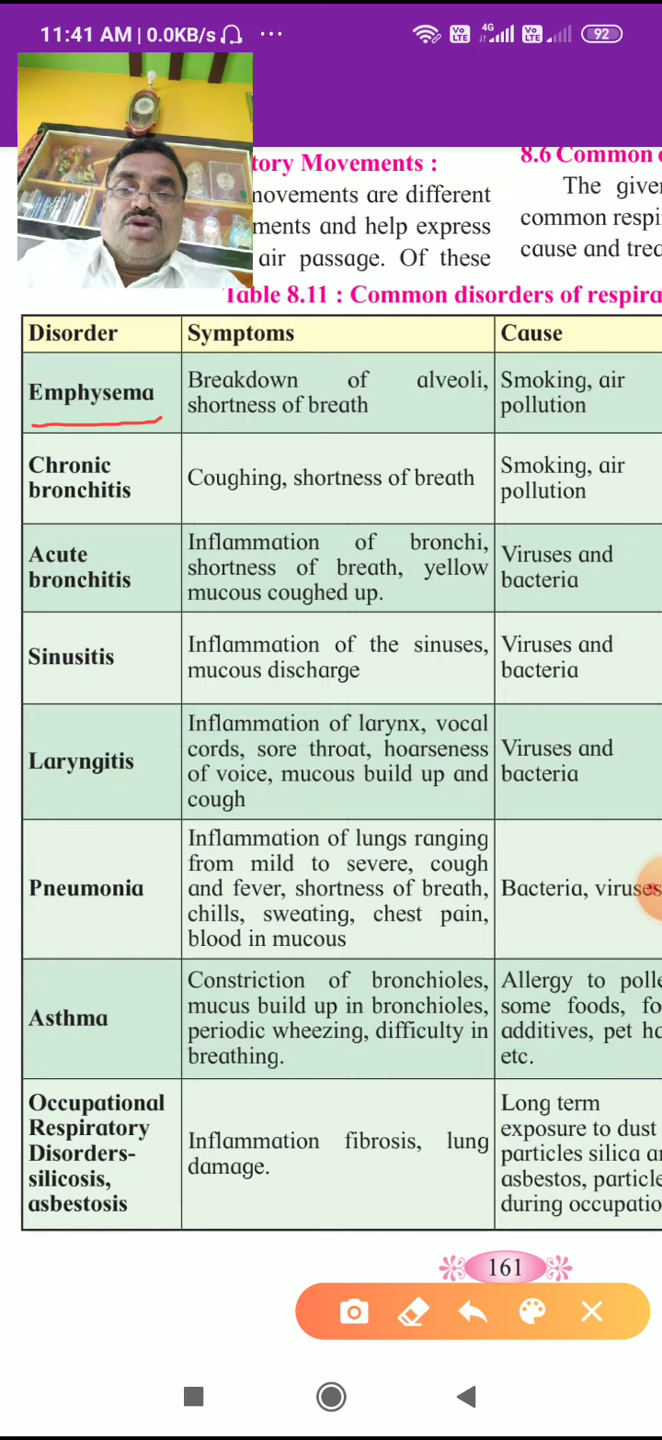 11:41 AM | 0.0KB/s
4G
Vo LTE
Vo LTE
92
tory Movements :
movements are different
ments and help express
air passage. Of these
8.6 Common
The give
common respi
cause and trea
Table 8.11 : Common disorders of respira
Disorder Symptoms Cause
Emphysema
Breakdown of alveoli,
shortness of breath
Smoking, air
pollution
Chronic
bronchitis
Coughing, shortness of breath
Smoking, air
pollution
Acute
bronchitis
Inflammation of bronchi,
shortness of breath, yellow
mucous coughed up.
Viruses and
bacteria
Sinusitis
Inflammation of the sinuses,
mucous discharge
Viruses and
bacteria
Laryngitis
Inflammation of larynx, vocal
cords, sore throat, hoarseness
of voice, mucous build up and
cough
Viruses and
bacteria
Pneumonia
Inflammation of lungs ranging
from mild to severe, cough
and fever, shortness of breath,
chills, sweating, chest pain,
blood in mucous
Bacteria, viruses
Asthma
Constriction of bronchioles,
mucus build up in bronchioles,
periodic wheezing, difficulty in
breathing.
Allergy to polle
some foods, fo
additives, pet ha
etc.
Occupational
Respiratory
Disorders-
silicosis,
asbestosis
Inflammation fibrosis, lung
damage.
Long term
exposure to dust
particles silica an
asbestos, particle
during occupatio
161